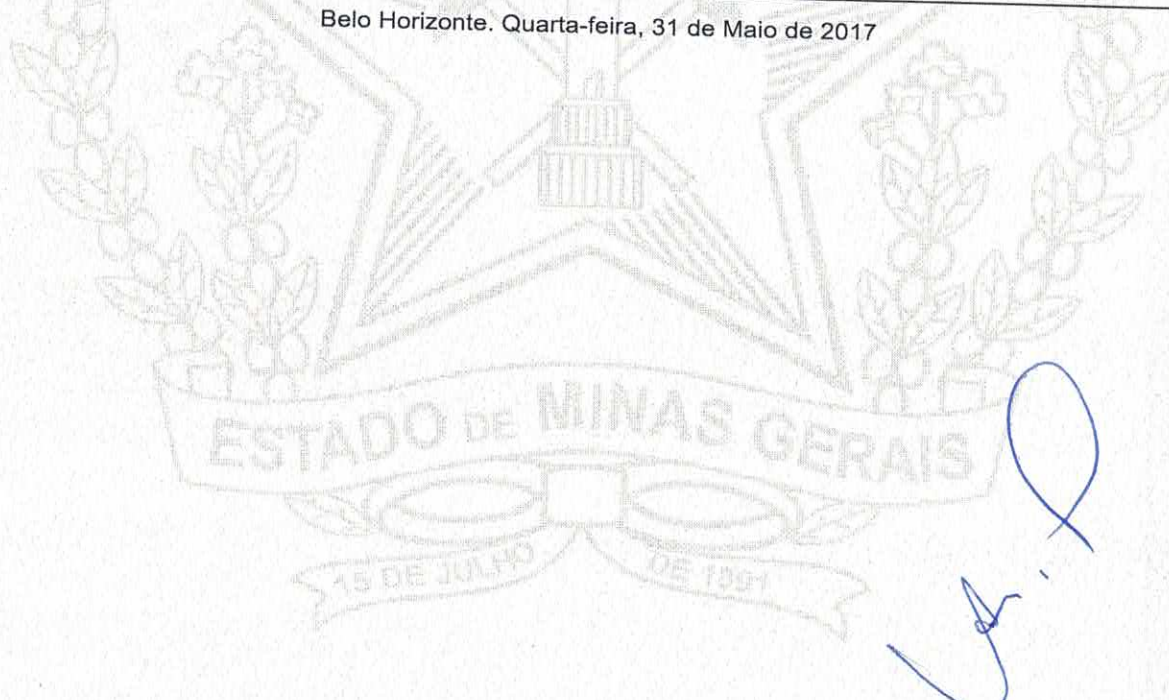 Belo Horizonte. Quarta-feira, 31 de Maio de 2017
ESTADO DE MINAS GERAIS
15 DE JULHO DE 1891